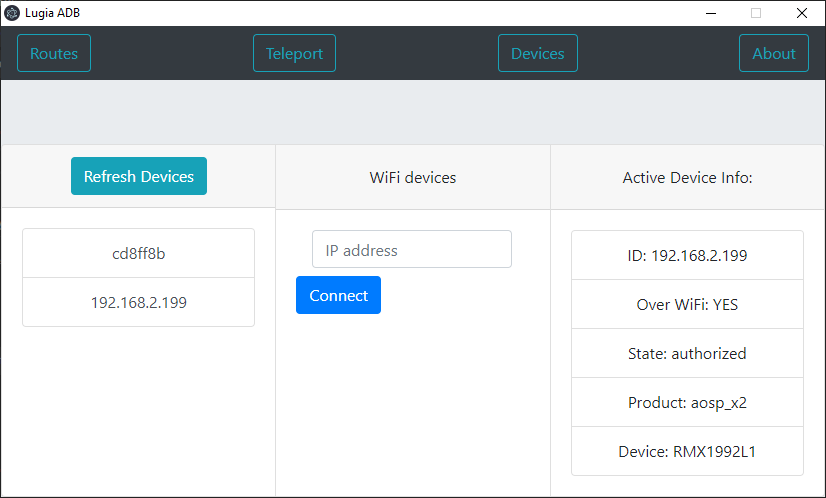 Lugia ADB
Routes
Teleport
Devices
About
Refresh Devices
cd8ff8b
192.168.2.199
WiFi devices
IP address
Connect
Active Device Info:
ID: 192.168.2.199
Over WiFi: YES
State: authorized
Product: aosp_x2
Device: RMX1992L1